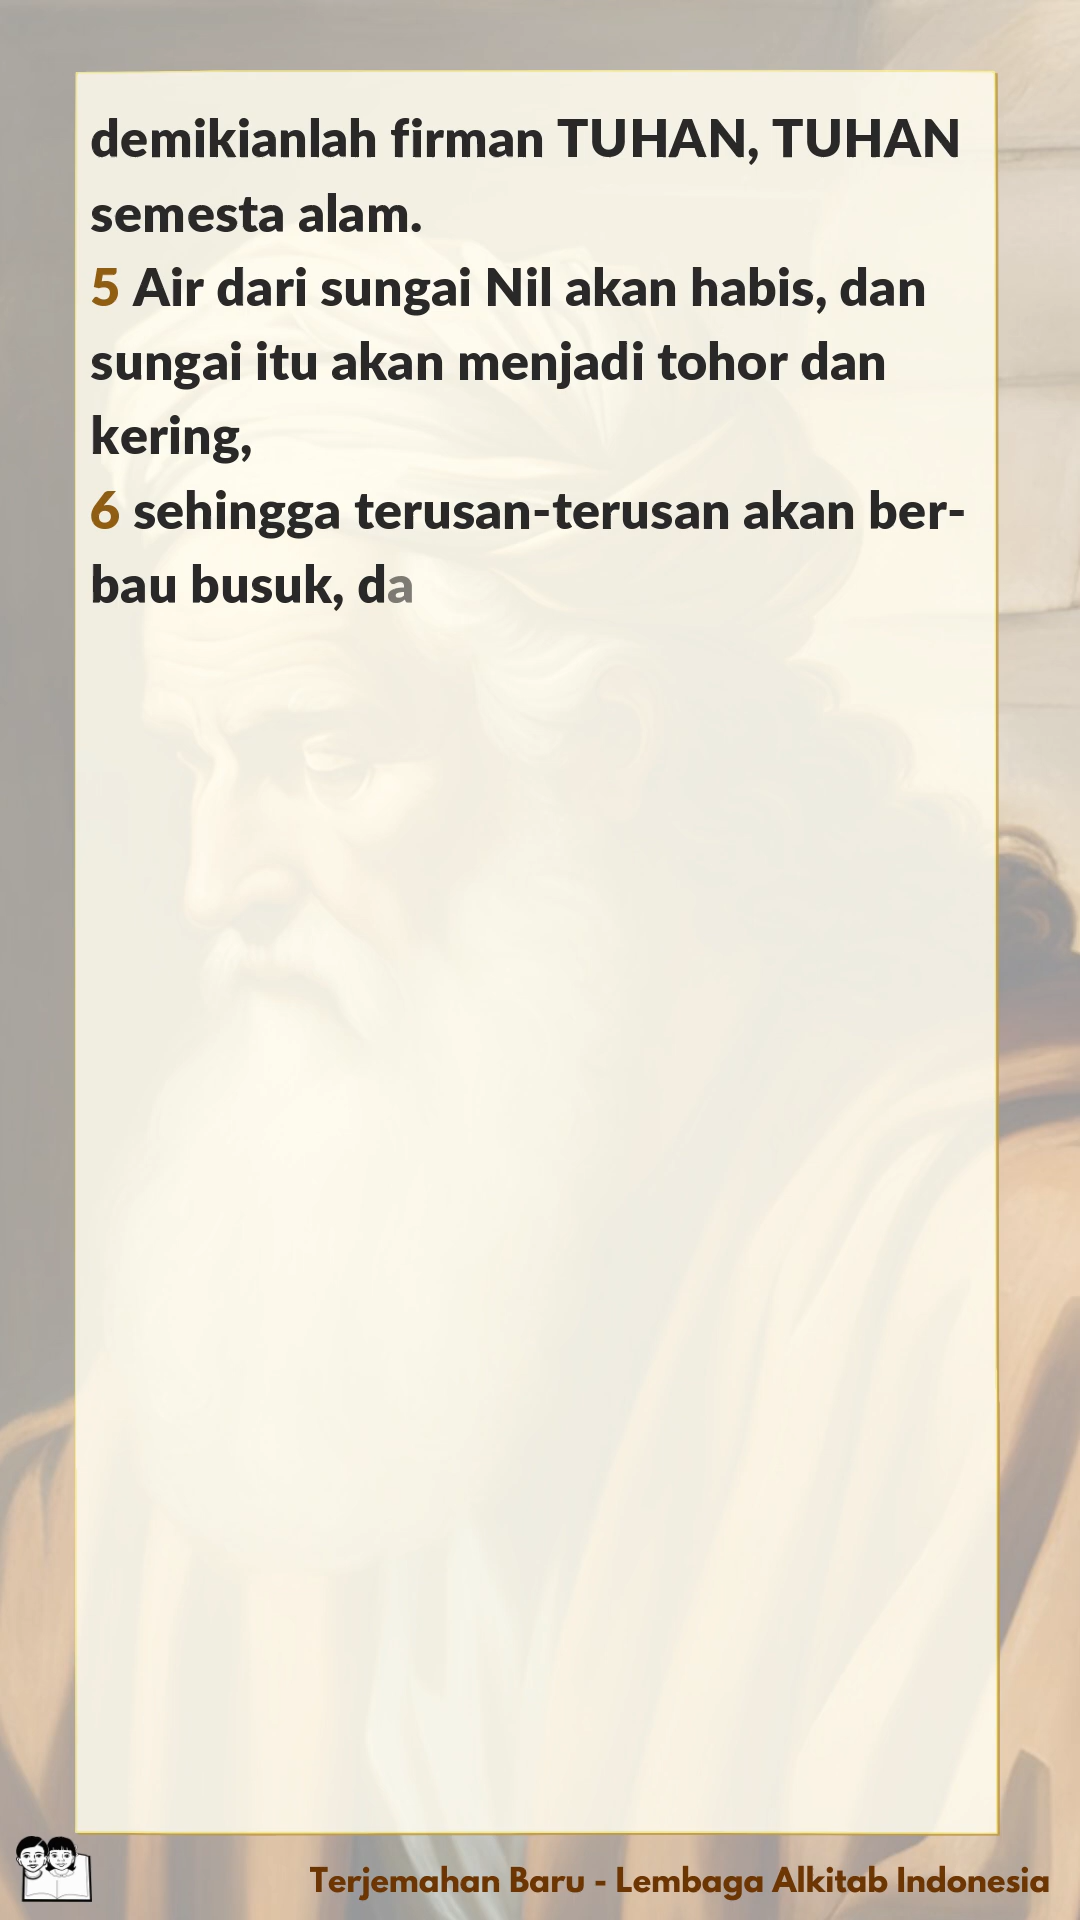 demikianlah firman TUHAN, TUHAN
semesta alam.
5 Air dari sungai Nil akan habis, dan
sungai itu akan menjadi tohor dan
kering,
6 sehingga terusan-terusan akan ber-
bau busuk, da
Terjemahan Baru - Lembaga Alkitab Indonesia